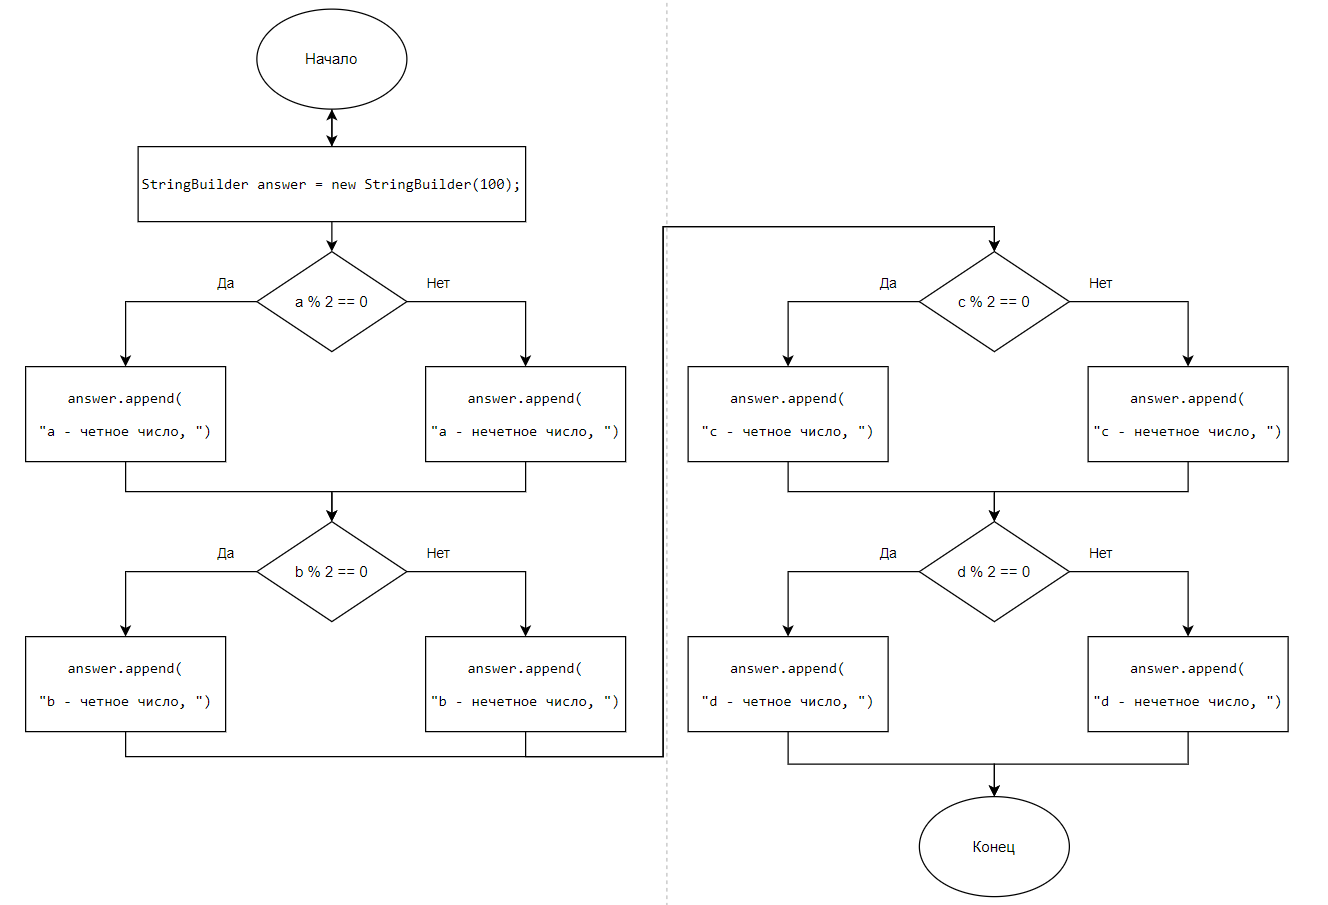 Начало
StringBuilder answer = new StringBuilder(100);
Да
Нет
a % 2 == 0
answer.append(
"a - четное число, ")
answer.append(
"a - нечетное число, ")
Да
Нет
b % 2 == 0
answer.append(
"b - четное число, ")
answer.append(
"b - нечетное число, ")
Да
Нет
c % 2 == 0
answer.append(
"c - четное число, ")
answer.append(
"c - нечетное число, ")
Да
Нет
d % 2 == 0
answer.append(
"d - четное число, ")
answer.append(
"d - нечетное число, ")
Конец